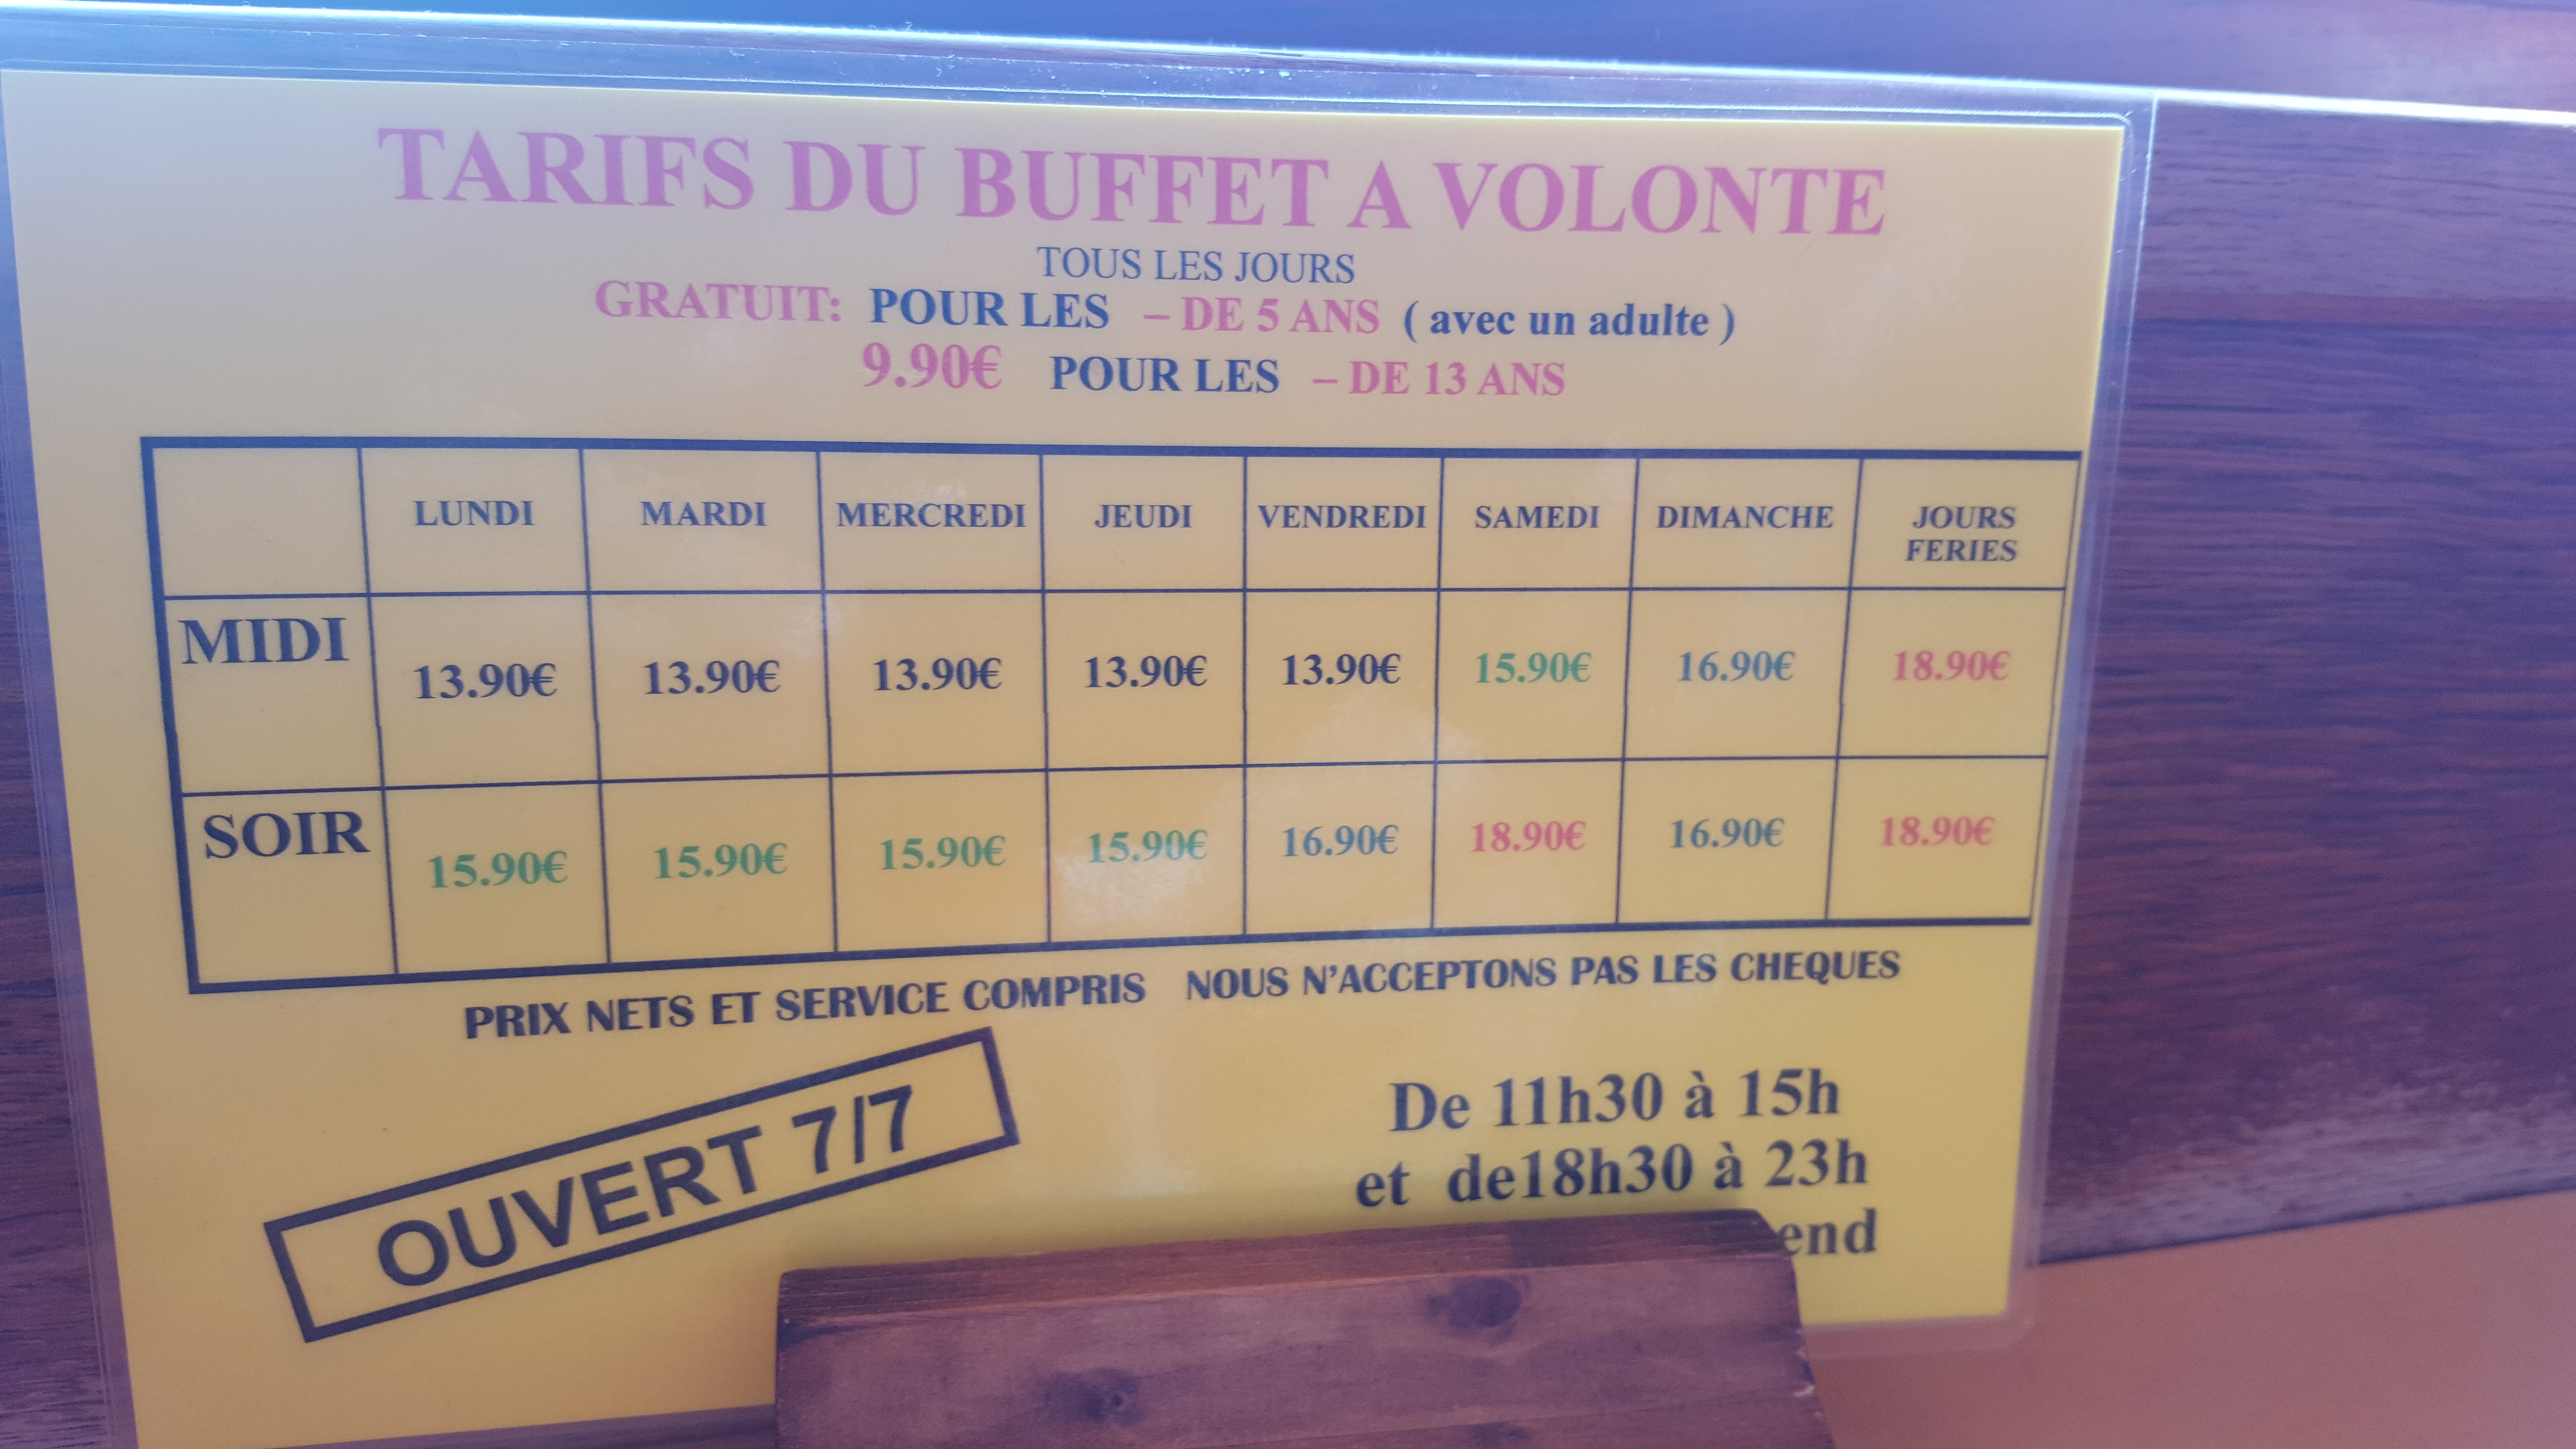 TARIFS DU BUFFET A VOLONTE
TOUS LES JOURS
GRATUIT: POUR LES – DE 5 ANS ( avec un adulte )
9.90€ POUR LES – DE 13 ANS
LUNDI MARDI MERCREDI JEUDI VENDREDI SAMEDI DIMANCHE JOURS FERIES
MIDI 13.90€ 13.90€ 13.90€ 13.90€ 13.90€ 15.90€ 16.90€ 18.90€
SOIR 15.90€ 15.90€ 15.90€ 15.90€ 16.90€ 18.90€ 16.90€ 18.90€
PRIX NETS ET SERVICE COMPRIS NOUS N'ACCEPTONS PAS LES CHEQUES
OUVERT 7/7
De 11h30 à 15h
et de18h30 à 23h